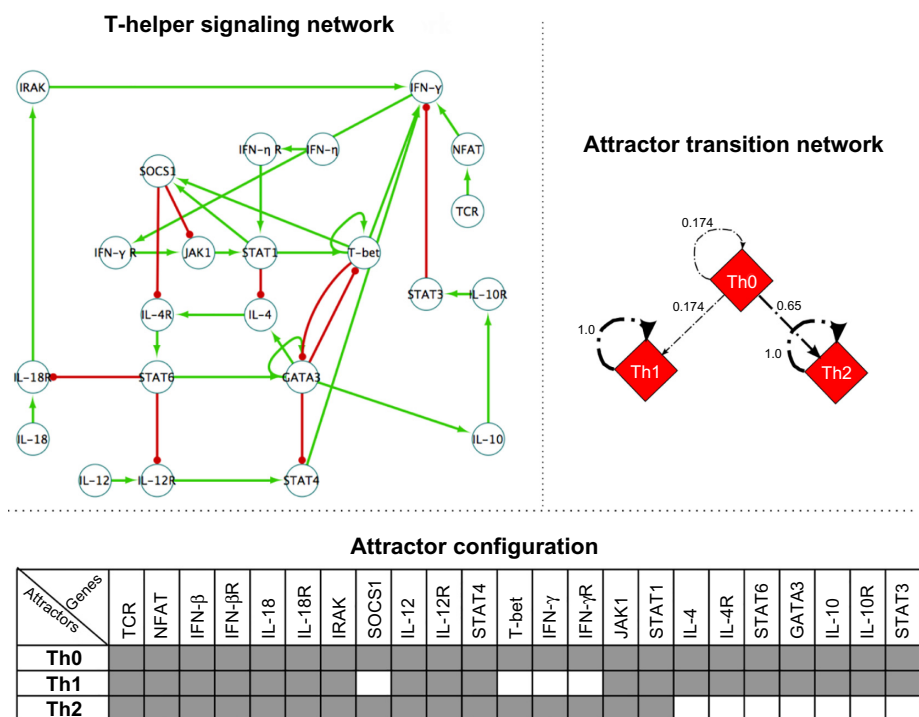 T-helper signaling network
IRAK
IFN-γ
IFN-η R
IFN-η
NFAT
SOCS1
TCR
IFN-γ R
JAK1
STAT1
T-bet
STAT3
IL-10R
IL-4R
IL-4
IL-18R
STAT6
GATA3
IL-18
IL-10
IL-12
IL-12R
STAT4
Attractor transition network
0.174
Th0
0.174
0.65
1.0
1.0
Th1
Th2
Attractor configuration
Genes
Attractors
TCR
NFAT
IFN-β
IFN-βR
IL-18
IL-18R
IRAK
SOCS1
IL-12
IL-12R
STAT4
T-bet
IFN-γ
IFN-γR
JAK1
STAT1
IL-4
IL-4R
STAT6
GATA3
IL-10
IL-10R
STAT3
Th0
Th1
Th2